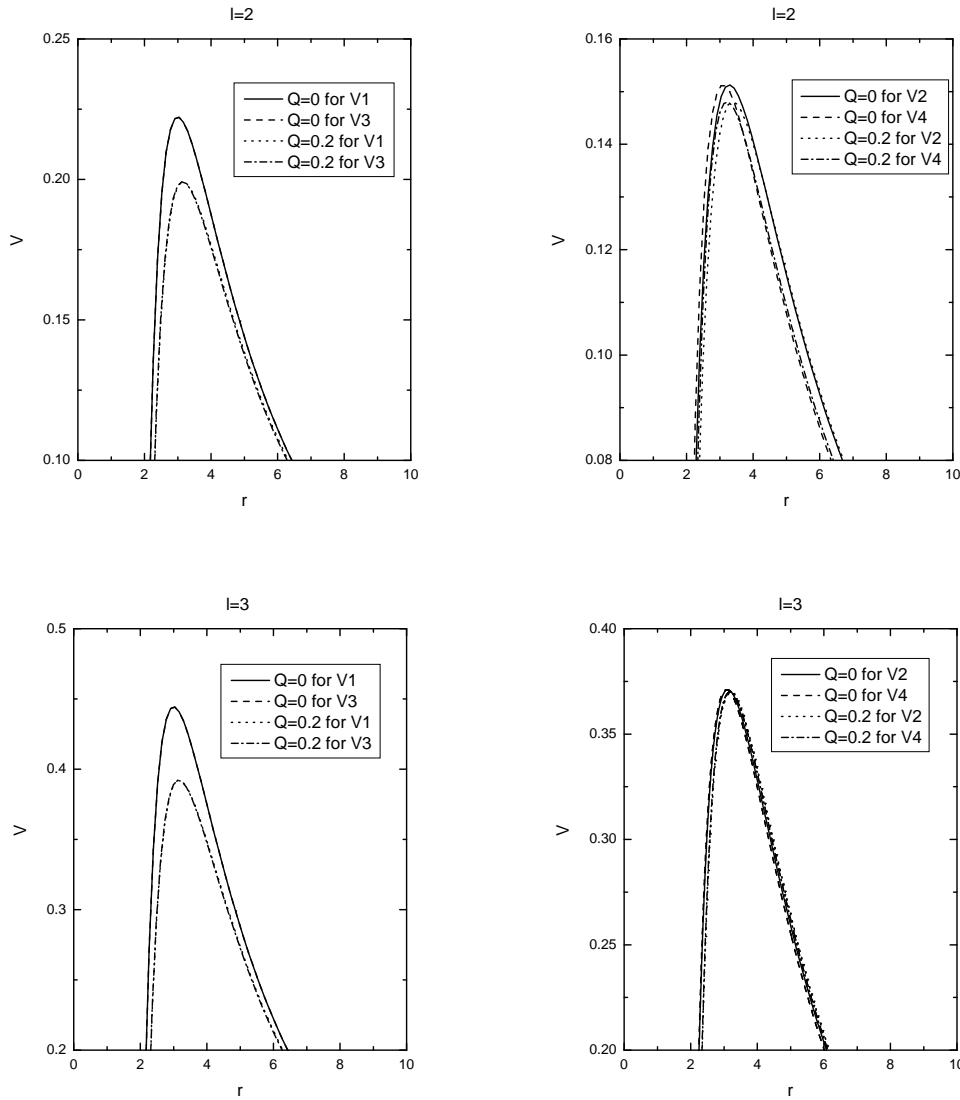 l=2
0.25
0.20
0.15
0.10
V
0 2 4 6 8 10
r
Q=0 for V1
Q=0 for V3
Q=0.2 for V1
Q=0.2 for V3
l=2
0.16
0.14
0.12
0.10
0.08
V
0 2 4 6 8 10
r
Q=0 for V2
Q=0 for V4
Q=0.2 for V2
Q=0.2 for V4
l=3
0.5
0.4
0.3
0.2
V
0 2 4 6 8 10
r
Q=0 for V1
Q=0 for V3
Q=0.2 for V1
Q=0.2 for V3
l=3
0.40
0.35
0.30
0.25
0.20
V
0 2 4 6 8 10
r
Q=0 for V2
Q=0 for V4
Q=0.2 for V2
Q=0.2 for V4